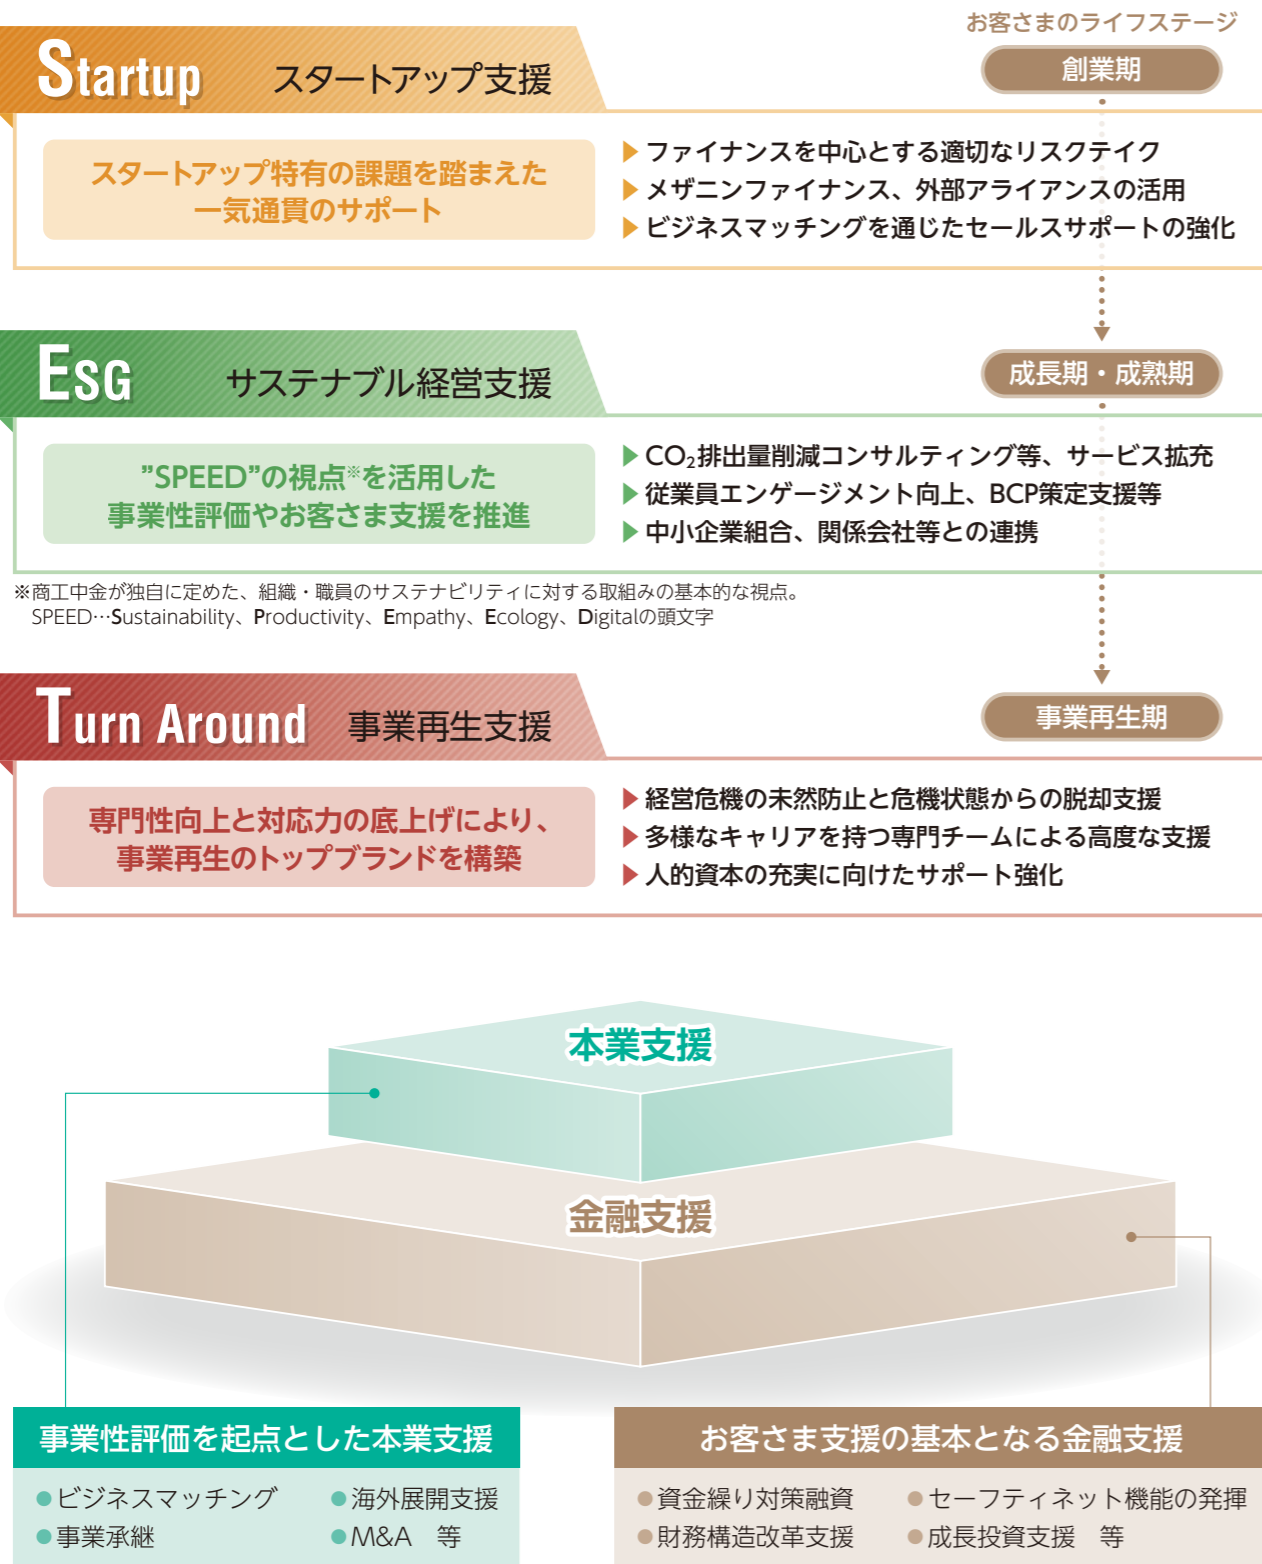 お客さまのライフステージ
Startup スタートアップ支援
創業期
スタートアップ特有の課題を踏まえた
一気通貫のサポート
▶ファイナンスを中心とする適切なリスクテイク
▶メザニンファイナンス、外部アライアンスの活用
▶ビジネスマッチングを通じたセールスサポートの強化
ESG サステナブル経営支援
成長期・成熟期
”SPEED”の視点※を活用した
事業性評価やお客さま支援を推進
▶CO₂排出量削減コンサルティング等、サービス拡充
▶従業員エンゲージメント向上、BCP策定支援等
▶中小企業組合、関係会社等との連携
※商工中金が独自に定めた、組織・職員のサステナビリティに対する取組みの基本的な視点。
SPEED…Sustainability、Productivity、Empathy、Ecology、Digitalの頭文字
Turn Around 事業再生支援
事業再生期
専門性向上と対応力の底上げにより、
事業再生のトップブランドを構築
▶経営危機の未然防止と危機状態からの脱却支援
▶多様なキャリアを持つ専門チームによる高度な支援
▶人的資本の充実に向けたサポート強化
本業支援
金融支援
事業性評価を起点とした本業支援
●ビジネスマッチング ●海外展開支援
●事業承継 ●M&A 等
お客さま支援の基本となる金融支援
●資金繰り対策融資 ●セーフティネット機能の発揮
●財務構造改革支援 ●成長投資支援 等